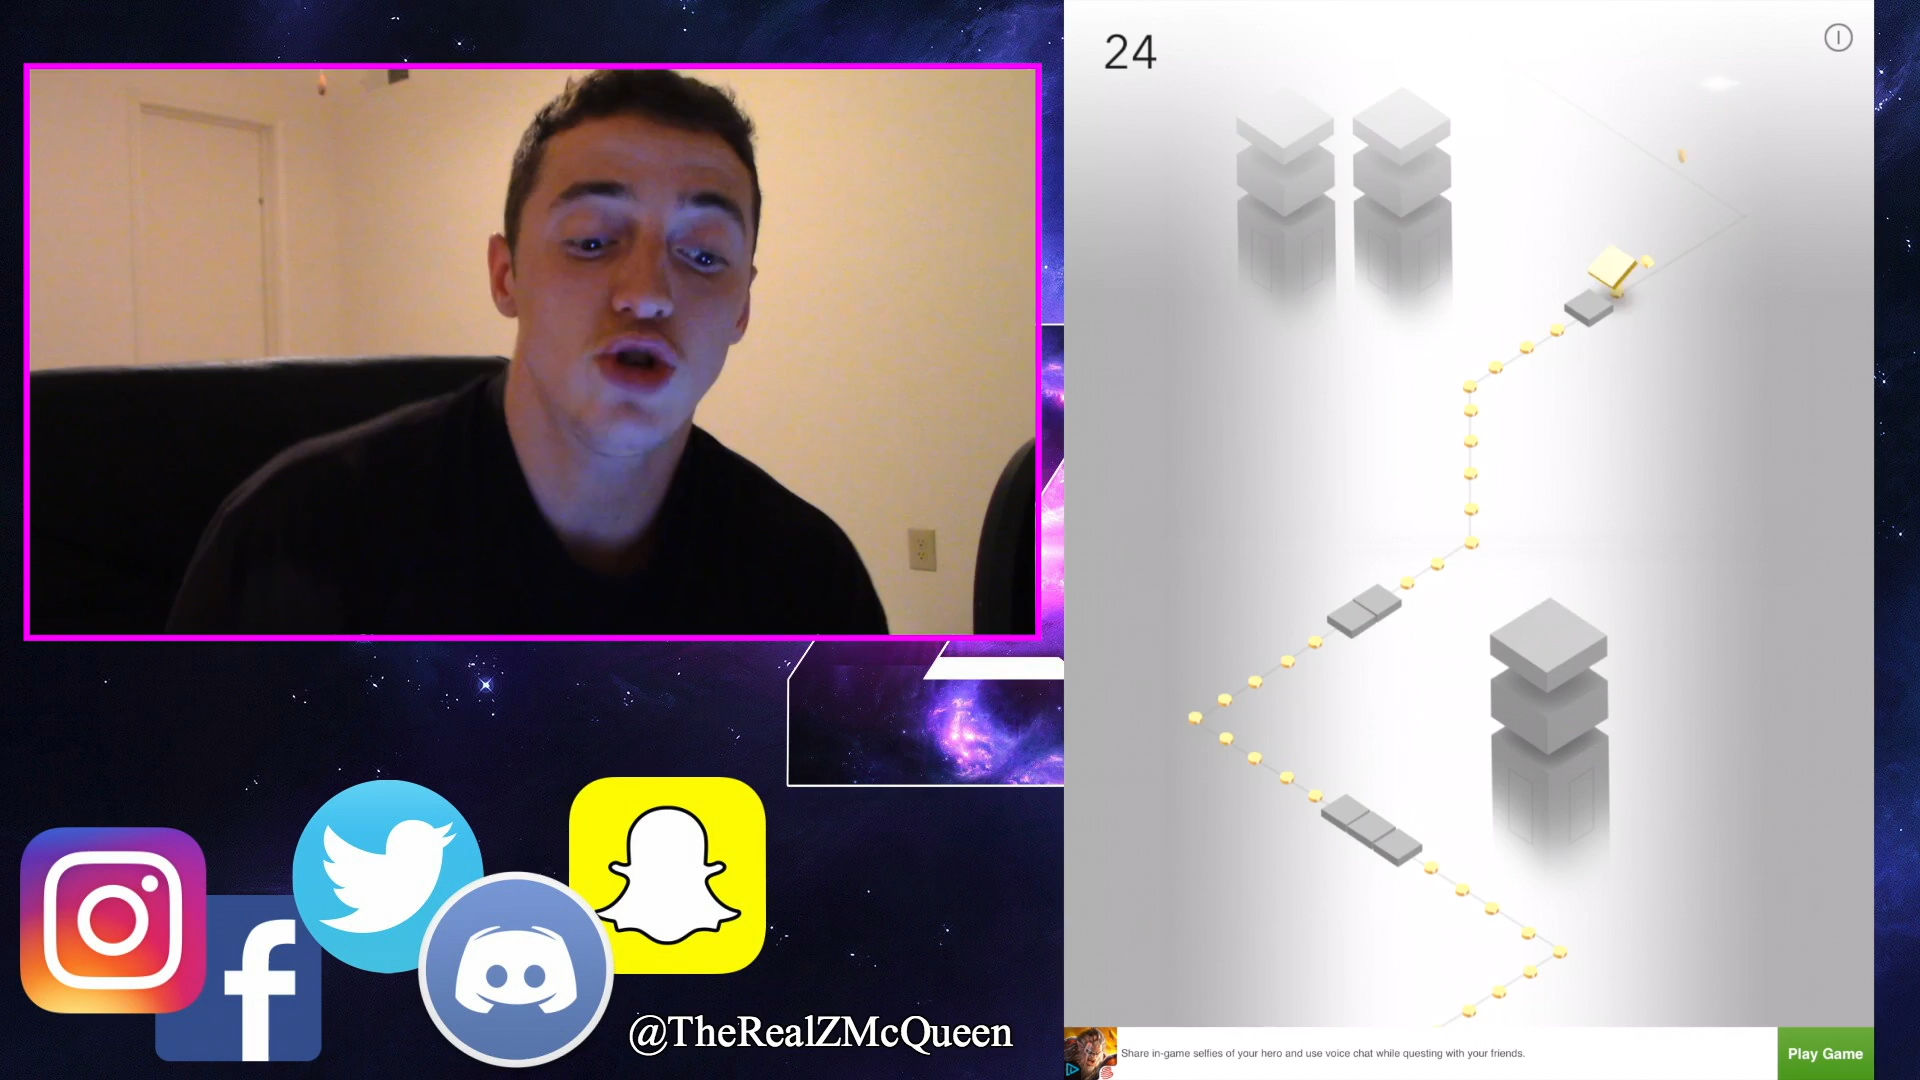 24
@TheRealZMcQueen
Share in-game selfies of your hero and use voice chat while questing with your friends.
Play Game